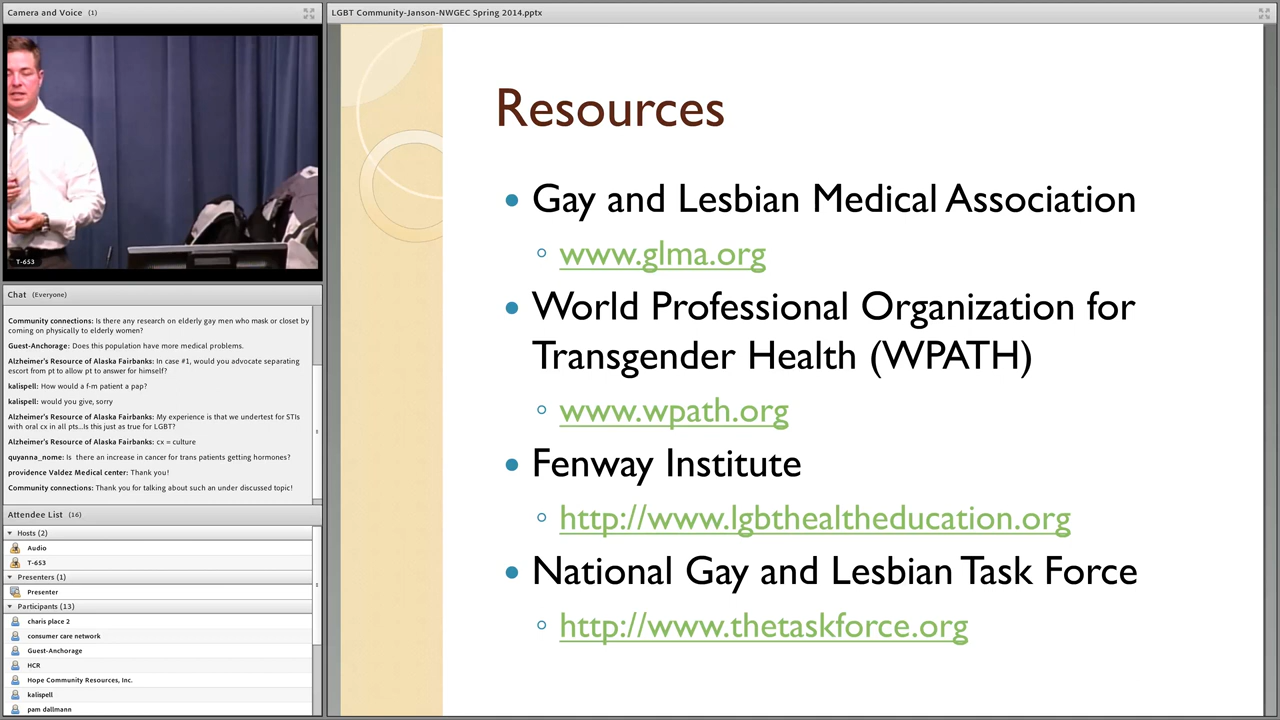 Camera and Voice (1)
T-653
Chat (Everyone)
Community connections: Is there any research on elderly gay men who mask or closet by
coming on physically to elderly women?
Guest-Anchorage: Does this population have more medical problems.
Alzheimer's Resource of Alaska Fairbanks: In case #1, would you advocate separating
escort from pt to allow pt to answer for himself?
kalispell: How would a f-m patient a pap?
kalispell: would you give, sorry
Alzheimer's Resource of Alaska Fairbanks: My experience is that we undertest for STIs
with oral cx in all pts...Is this just as true for LGBT?
Alzheimer's Resource of Alaska Fairbanks: cx = culture
quyanna_nome: Is there an increase in cancer for trans patients getting hormones?
providence Valdez Medical center: Thank you!
Community connections: Thank you for talking about such an under discussed topic!
Attendee List (16)
Hosts (2)
Audio
T-653
Presenters (1)
Presenter
Participants (13)
charis place 2
consumer care network
Guest-Anchorage
HCR
Hope Community Resources, Inc.
kalispell
pam dallmann
LGBT Community-Janson-NWGEC Spring 2014.pptx
Resources
• Gay and Lesbian Medical Association
◦ www.glma.org
• World Professional Organization for
Transgender Health (WPATH)
◦ www.wpath.org
• Fenway Institute
◦ http://www.lgbthealtheducation.org
• National Gay and Lesbian Task Force
◦ http://www.thetaskforce.org